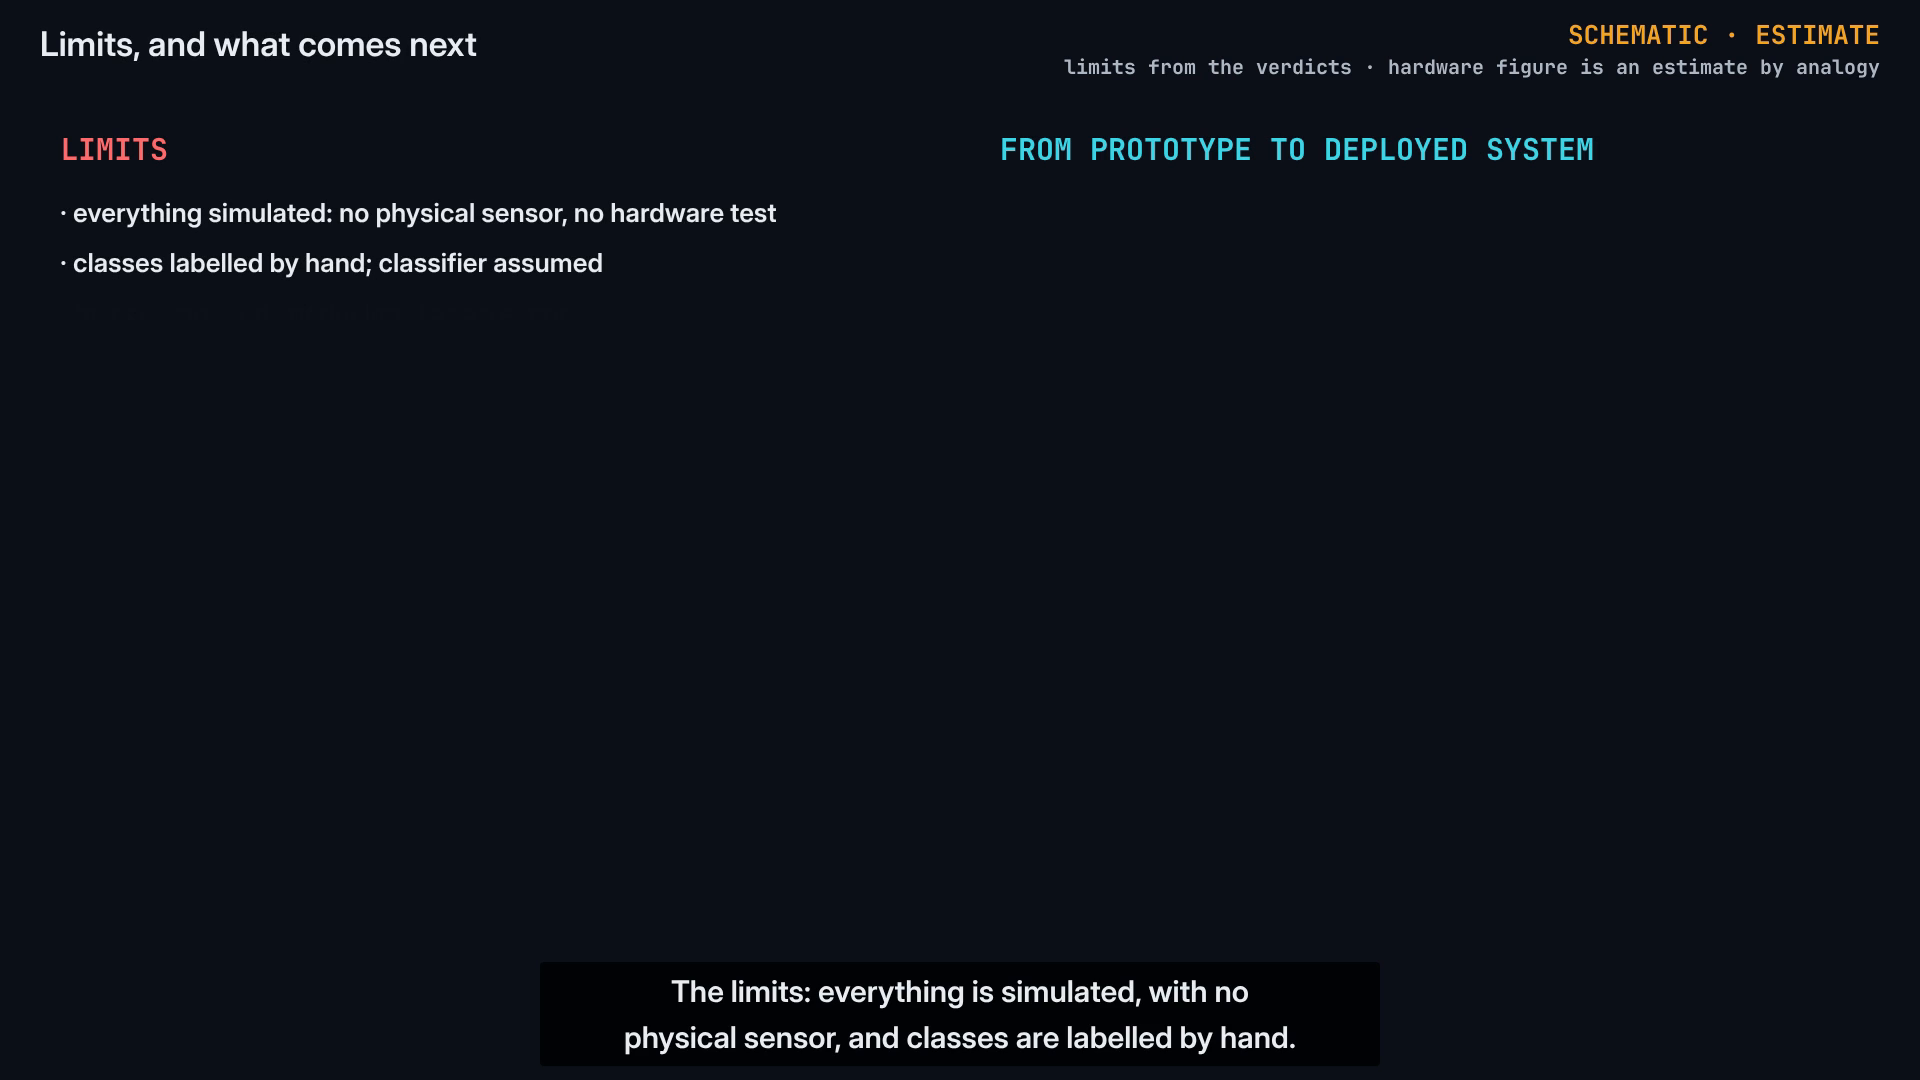 Limits, and what comes next
SCHEMATIC · ESTIMATE
limits from the verdicts · hardware figure is an estimate by analogy
LIMITS
FROM PROTOTYPE TO DEPLOYED SYSTEM
· everything simulated: no physical sensor, no hardware test
· classes labelled by hand; classifier assumed
The limits: everything is simulated, with no
physical sensor, and classes are labelled by hand.